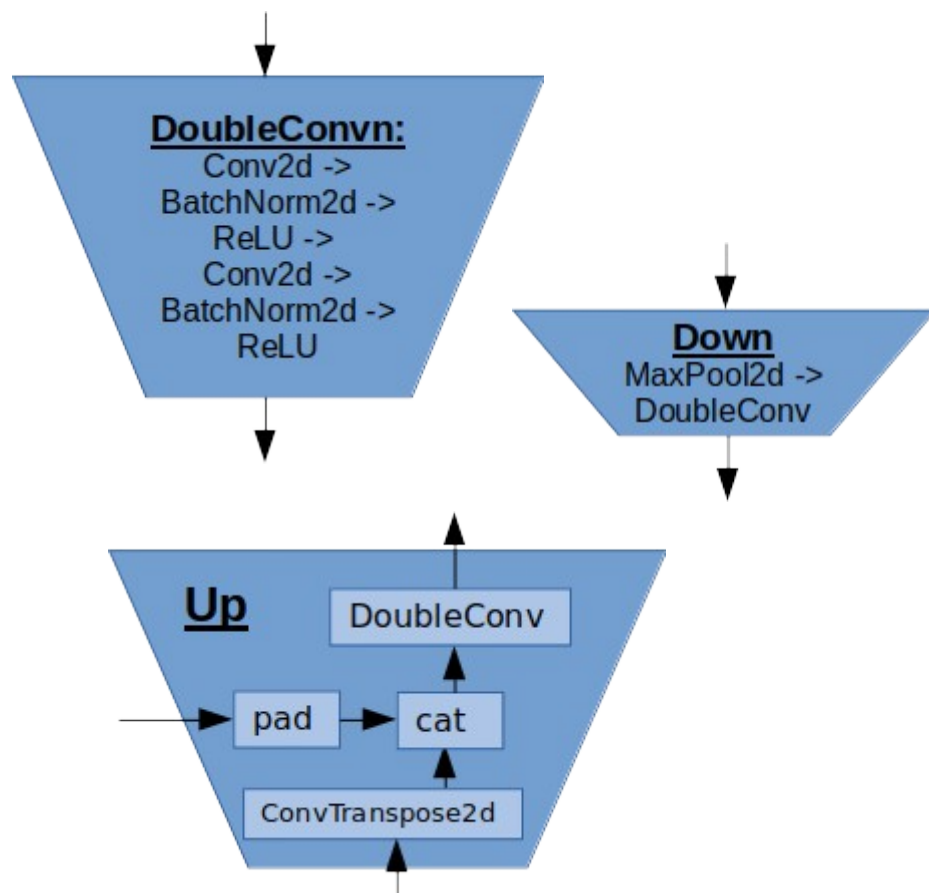 DoubleConvn:
Conv2d ->
BatchNorm2d ->
ReLU ->
Conv2d ->
BatchNorm2d ->
ReLU
Down
MaxPool2d ->
DoubleConv
Up
DoubleConv
pad
cat
ConvTranspose2d